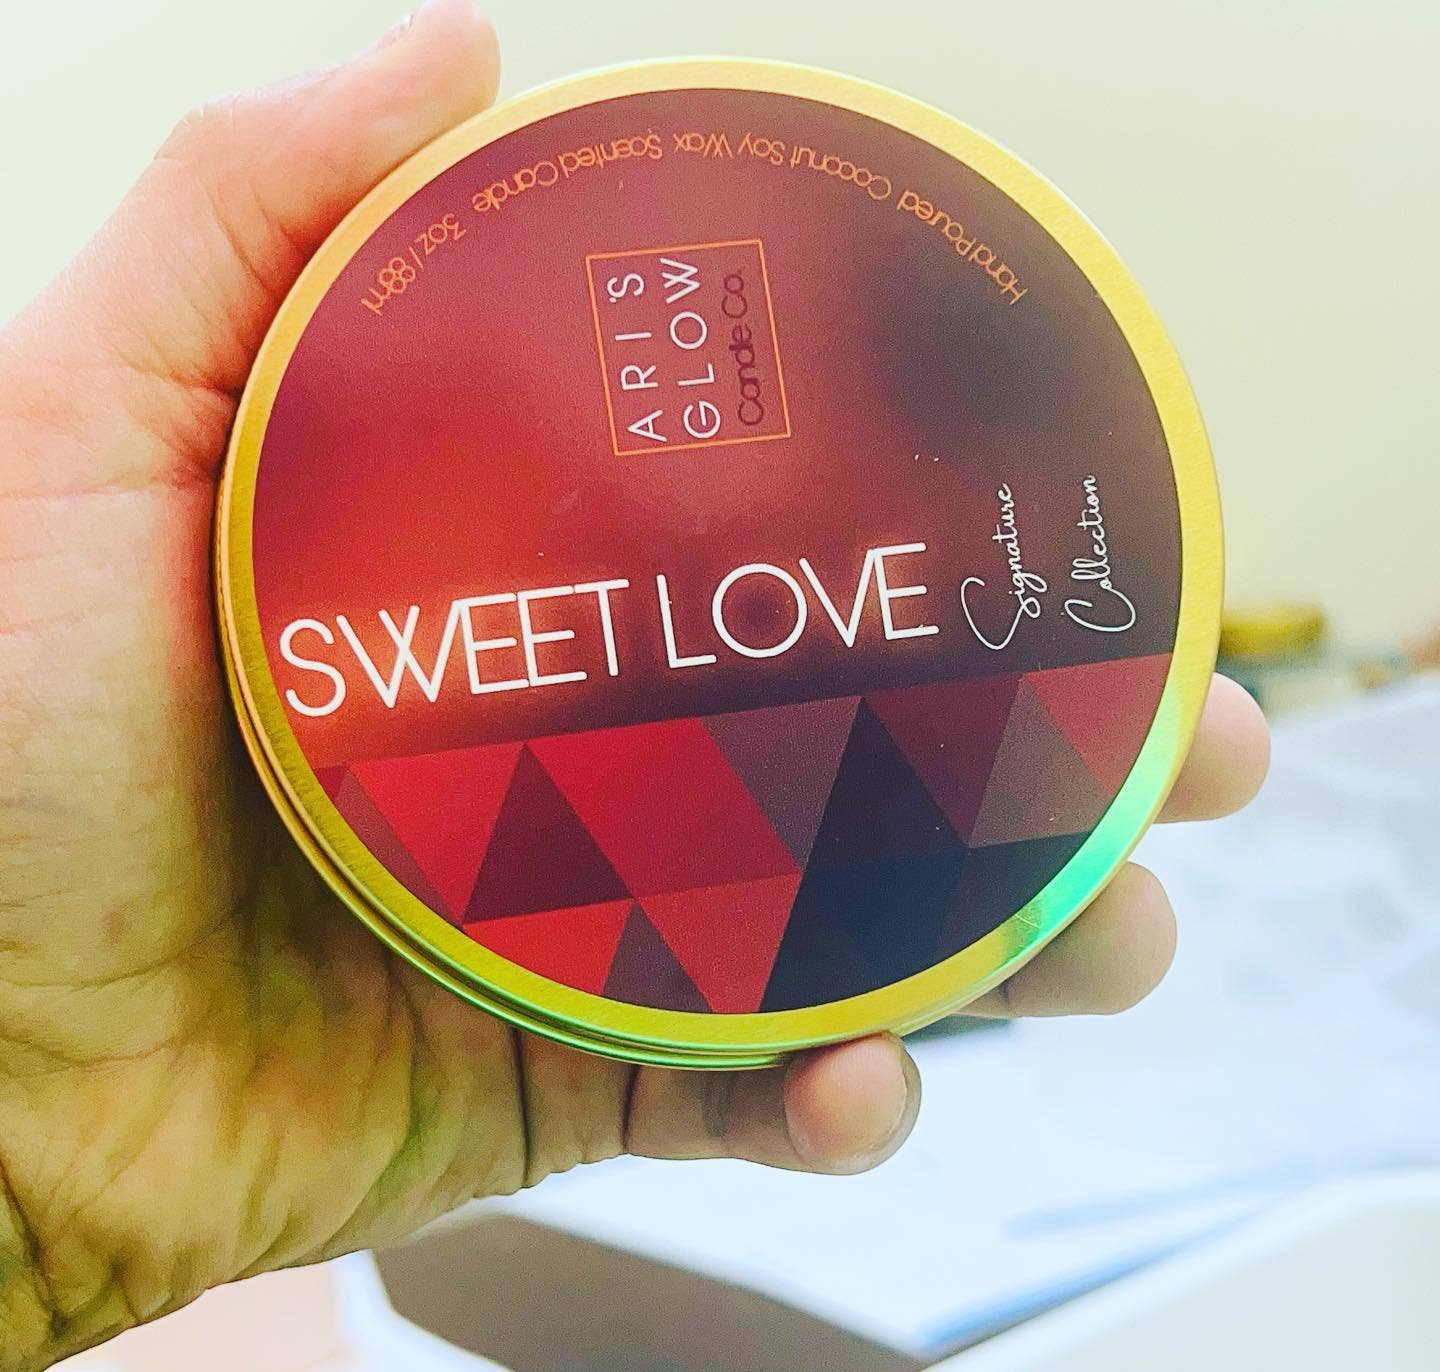 Hand Poured Coconut Soy Wax Scented Candle 3oz / 88ml
ARI'S
GLOW
Candle Co.
SWEET LOVE
Signature
Collection